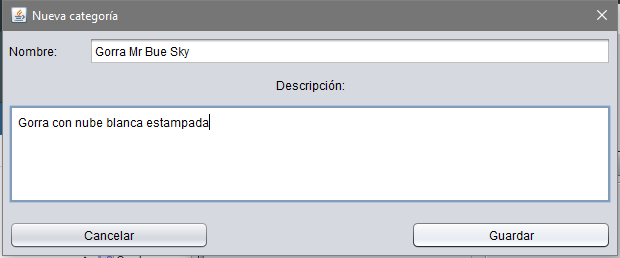 Nueva categoría
Nombre: Gorra Mr Bue Sky
Descripción:
Gorra con nube blanca estampada
Cancelar Guardar